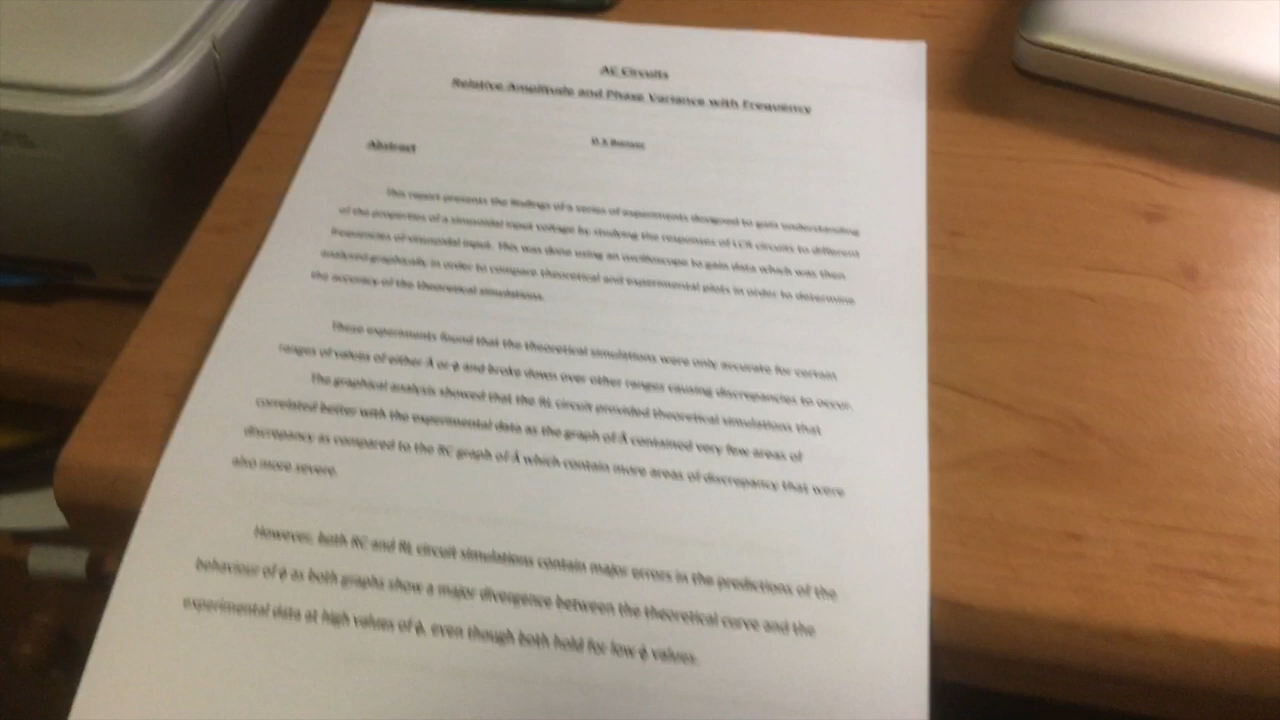 AC Circuits
Relative Amplitude and Phase Variance with Frequency
Abstract
This report presents the findings of a series of experiments designed to gain understanding
of the properties of a sinusoidal input voltage by studying the responses of LCR circuits to different
frequencies of sinusoidal input. This was done using an oscilloscope to gain data which was then
analysed graphically in order to compare theoretical and experimental plots in order to determine
the accuracy of the theoretical simulations.
These experiments found that the theoretical simulations were only accurate for certain
ranges of values of either Â or ϕ and broke down over other ranges causing discrepancies to occur.
The graphical analysis showed that the RL circuit provided theoretical simulations that
correlated better with the experimental data as the graph of Â contained very few areas of
discrepancy as compared to the RC graph of Â which contain more areas of discrepancy that were
also more severe.
However, both RC and RL circuit simulations contain major errors in the predictions of the
behaviour of ϕ as both graphs show a major divergence between the theoretical curve and the
experimental data at high values of ϕ, even though both hold for low ϕ values.